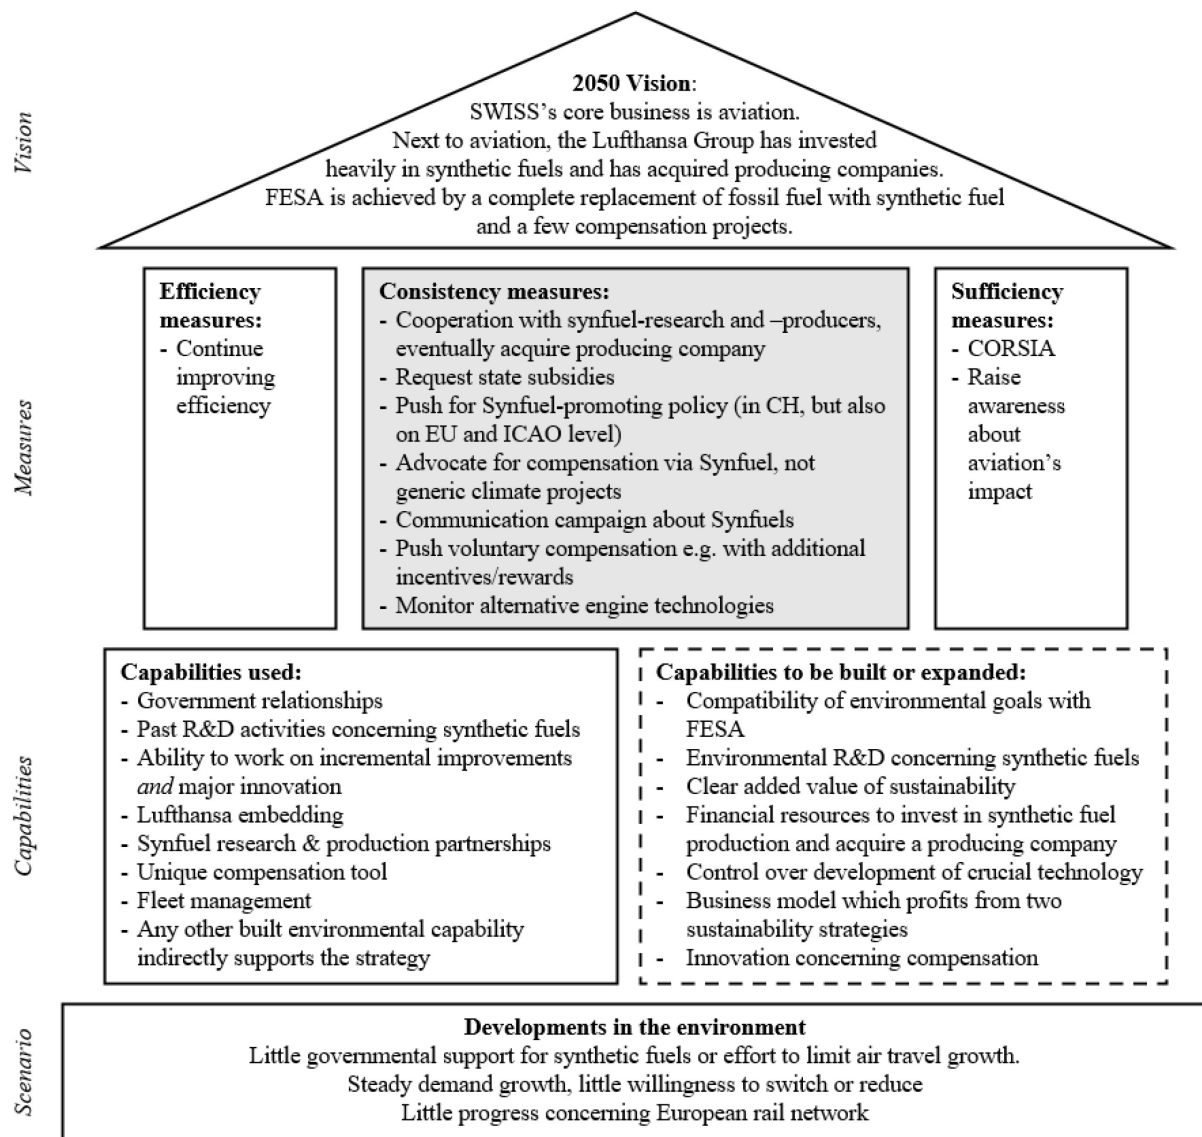 Vision
2050 Vision:
SWISS's core business is aviation.
Next to aviation, the Lufthansa Group has invested
heavily in synthetic fuels and has acquired producing companies.
FESA is achieved by a complete replacement of fossil fuel with synthetic fuel
and a few compensation projects.
Measures
Efficiency
measures:
- Continue
improving
efficiency
Consistency measures:
- Cooperation with synfuel-research and –producers,
eventually acquire producing company
- Request state subsidies
- Push for Synfuel-promoting policy (in CH, but also
on EU and ICAO level)
- Advocate for compensation via Synfuel, not
generic climate projects
- Communication campaign about Synfuels
- Push voluntary compensation e.g. with additional
incentives/rewards
- Monitor alternative engine technologies
Sufficiency
measures:
- CORSIA
- Raise
awareness
about
aviation's
impact
Capabilities
Capabilities used:
- Government relationships
- Past R&D activities concerning synthetic fuels
- Ability to work on incremental improvements
and major innovation
- Lufthansa embedding
- Synfuel research & production partnerships
- Unique compensation tool
- Fleet management
- Any other built environmental capability
indirectly supports the strategy
Capabilities to be built or expanded:
- Compatibility of environmental goals with
FESA
- Environmental R&D concerning synthetic fuels
- Clear added value of sustainability
- Financial resources to invest in synthetic fuel
production and acquire a producing company
- Control over development of crucial technology
- Business model which profits from two
sustainability strategies
- Innovation concerning compensation
Scenario
Developments in the environment
Little governmental support for synthetic fuels or effort to limit air travel growth.
Steady demand growth, little willingness to switch or reduce
Little progress concerning European rail network